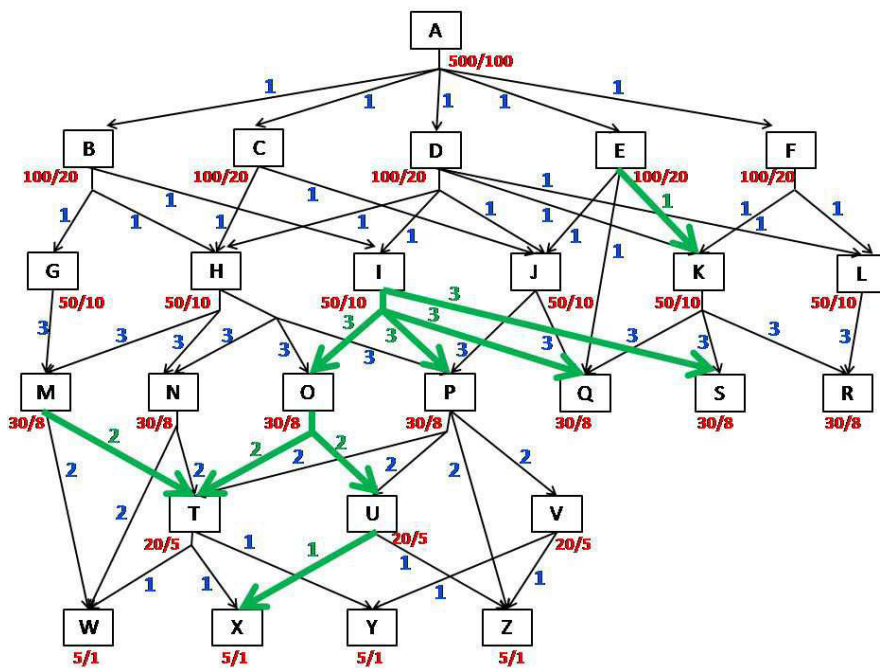 A
500/100
1 1 1 1 1
B C D E F
100/20 100/20 100/20 100/20 100/20
1 1 1 1 1 1 1 1 1 1 1 1 1 1
G H I J K L
50/10 50/10 50/10 50/10 50/10 50/10
3 3 3 3 3 3 3 3 3 3 3 3 3 3 3
M N O P Q S R
30/8 30/8 30/8 30/8 30/8 30/8 30/8
2 2 2 2 2 2 2 2 2 2
T U V
20/5 20/5 20/5
1 1 1 1 1 1 1
W X Y Z
5/1 5/1 5/1 5/1